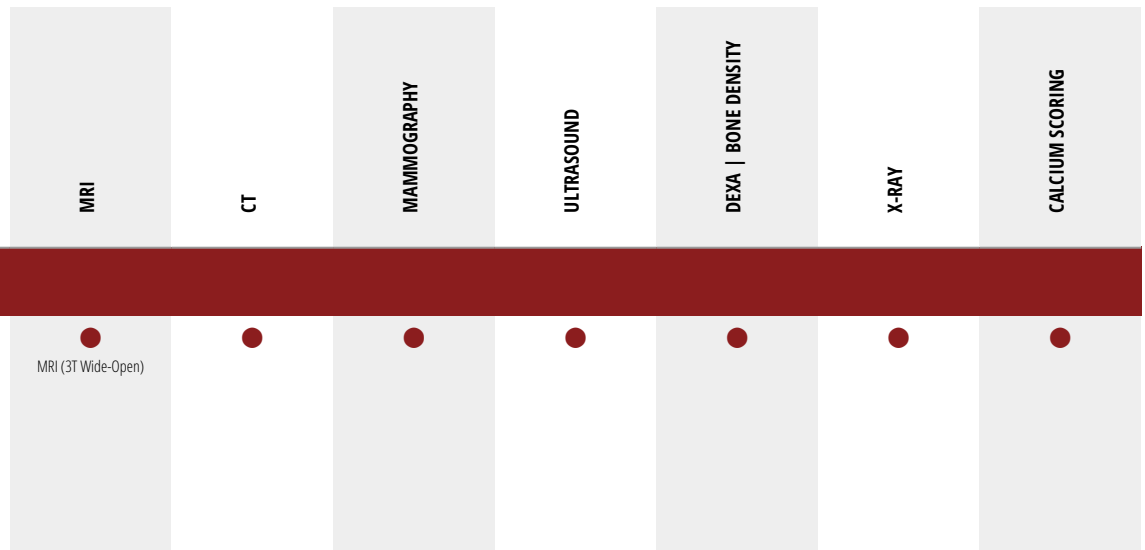 MRI
CT
MAMMOGRAPHY
ULTRASOUND
DEXA | BONE DENSITY
X-RAY
CALCIUM SCORING
MRI (3T Wide-Open)